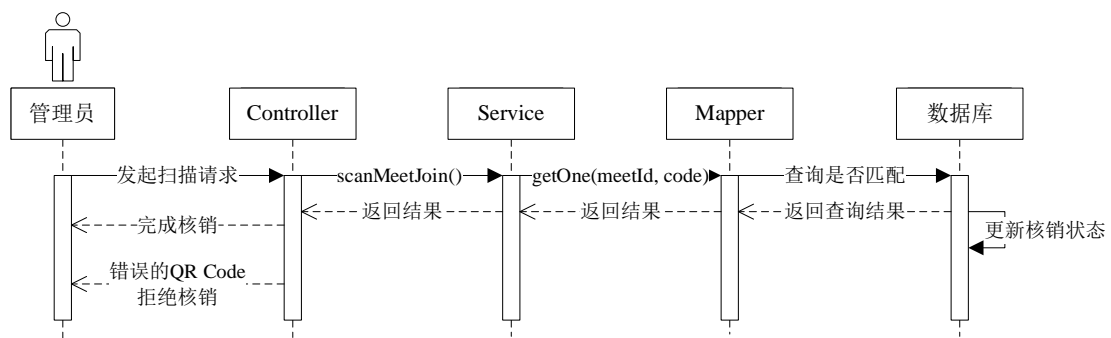 管理员
Controller
Service
Mapper
数据库
发起扫描请求
scanMeetJoin()
getOne(meetId, code)
查询是否匹配
返回结果
返回结果
返回查询结果
完成核销
更新核销状态
错误的QR Code
拒绝核销